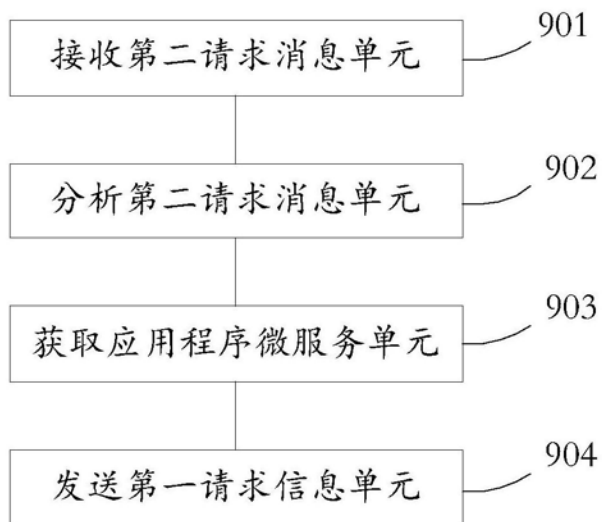 接收第二请求消息单元
901
分析第二请求消息单元
902
获取应用程序微服务单元
903
发送第一请求信息单元
904